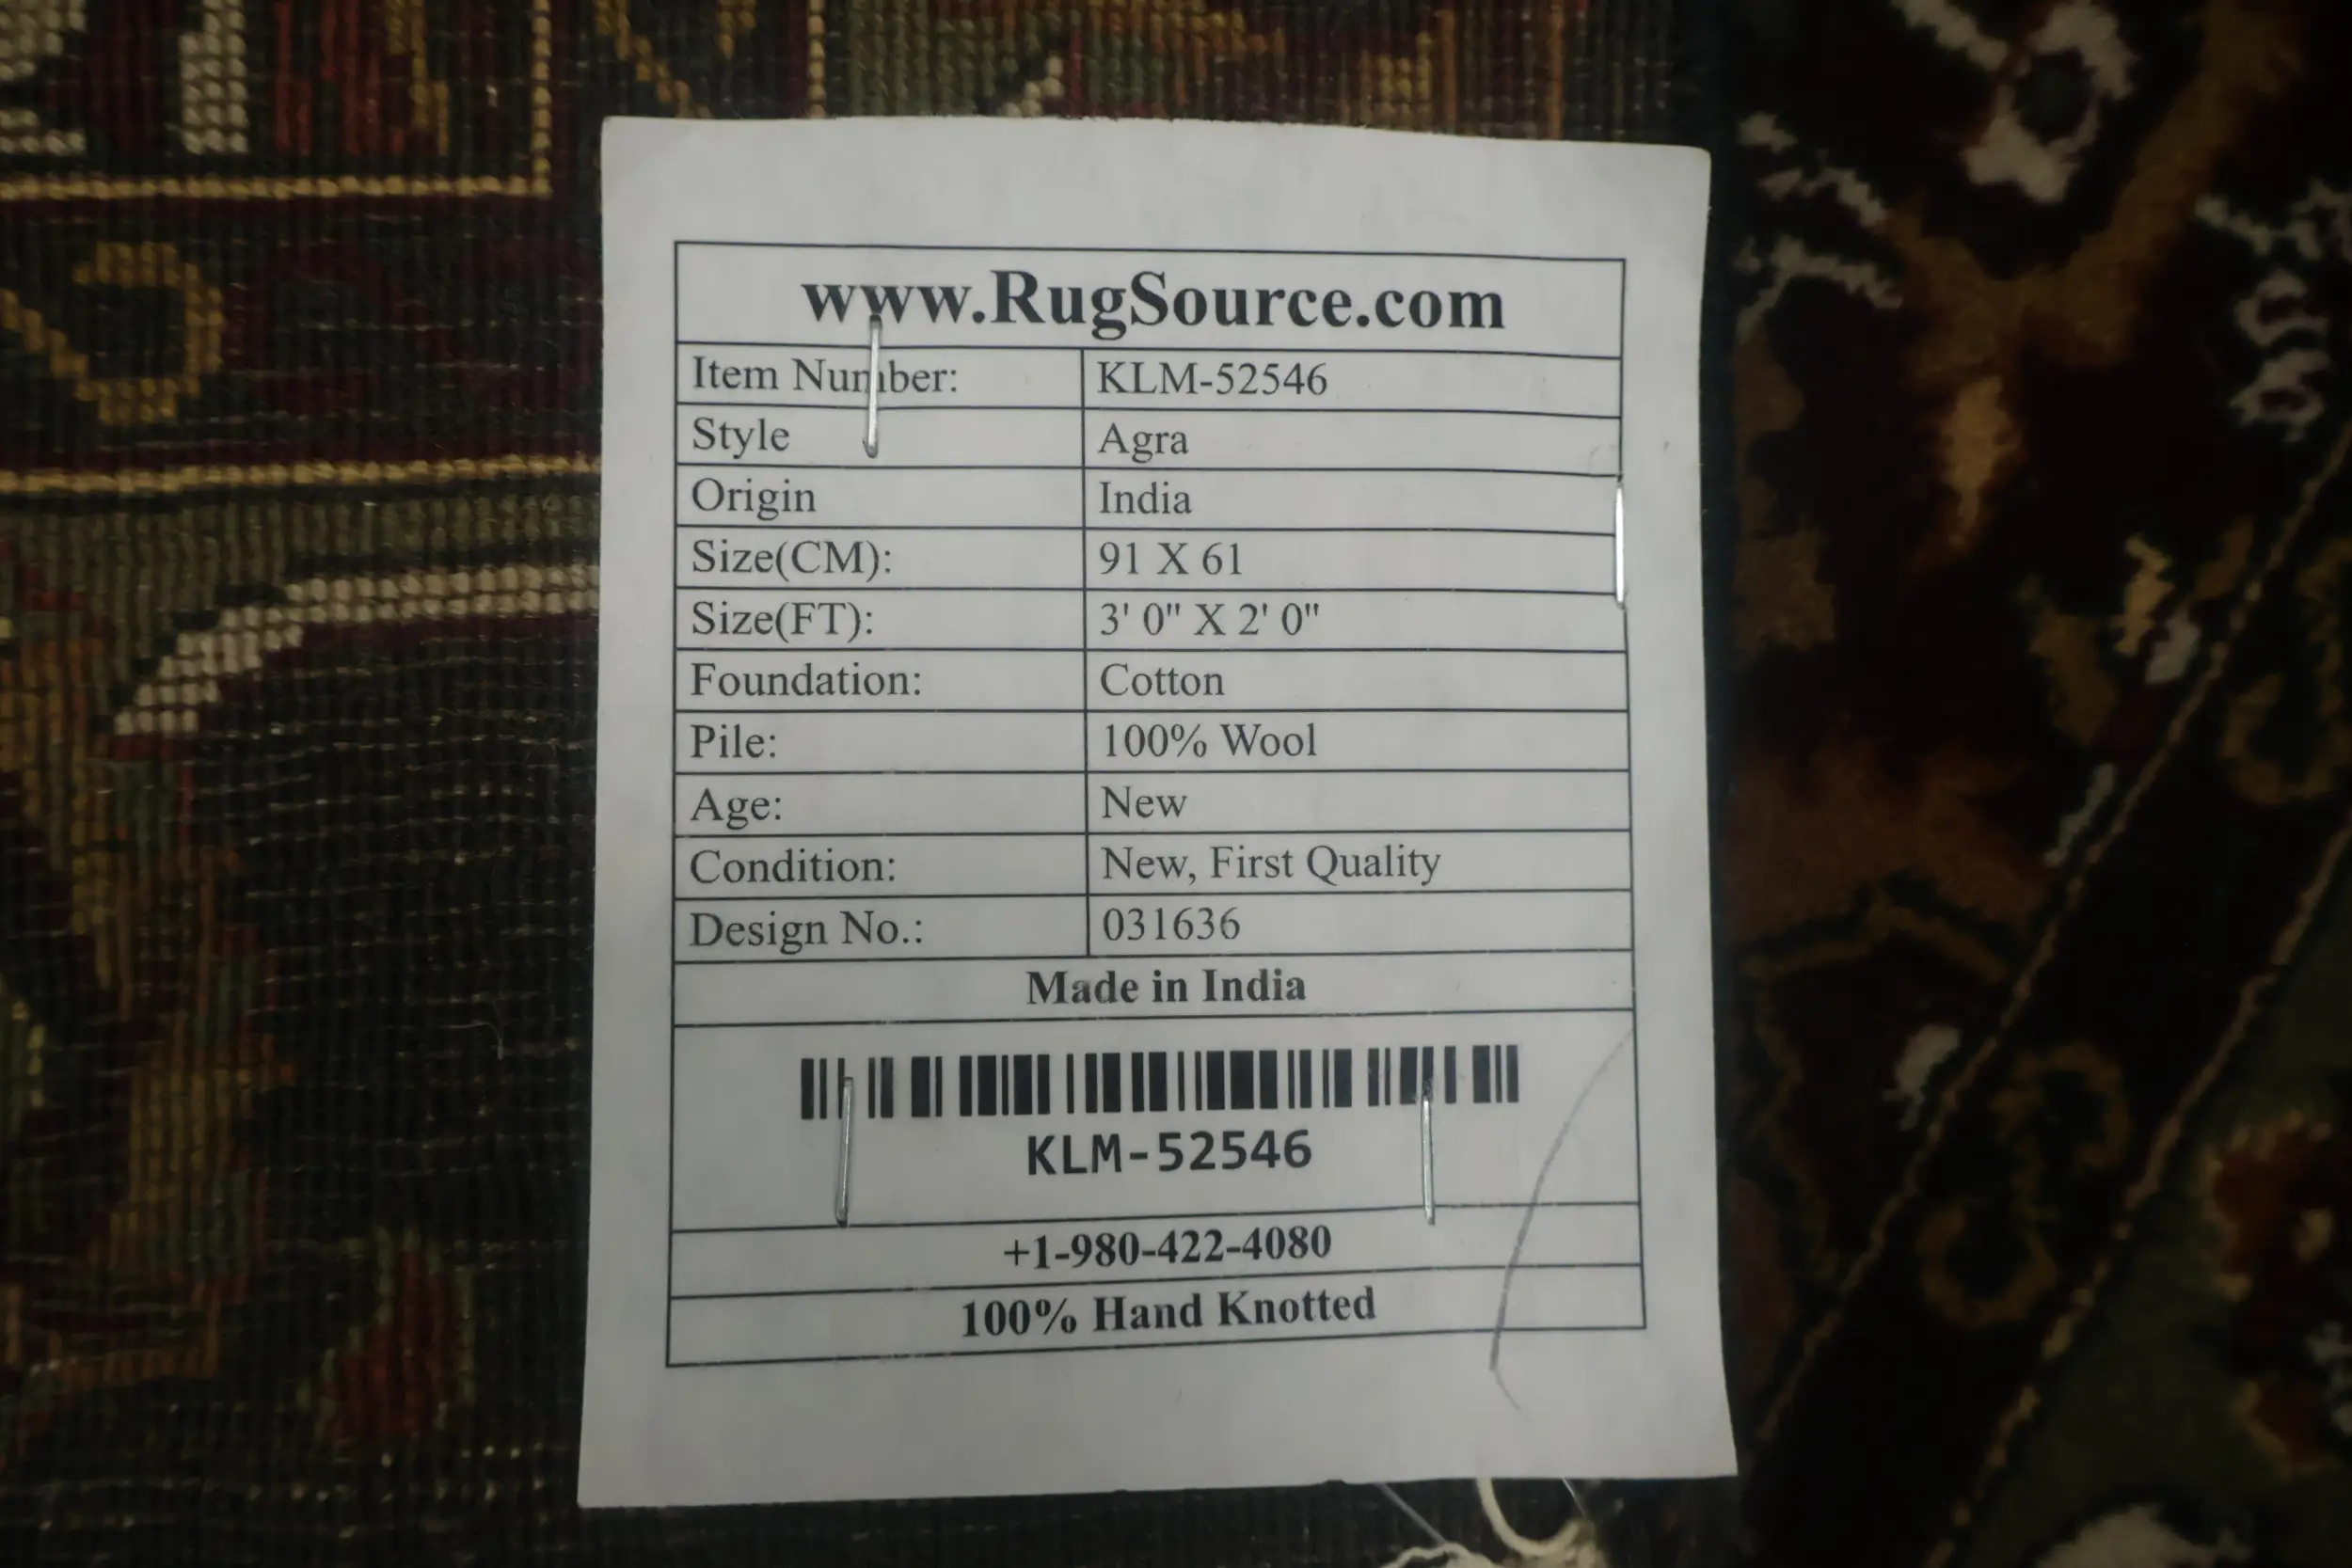 www.RugSource.com
Item Number: KLM-52546
Style Agra
Origin India
Size(CM): 91 X 61
Size(FT): 3' 0" X 2' 0"
Foundation: Cotton
Pile: 100% Wool
Age: New
Condition: New, First Quality
Design No.: 031636
Made in India
KLM-52546
+1-980-422-4080
100% Hand Knotted